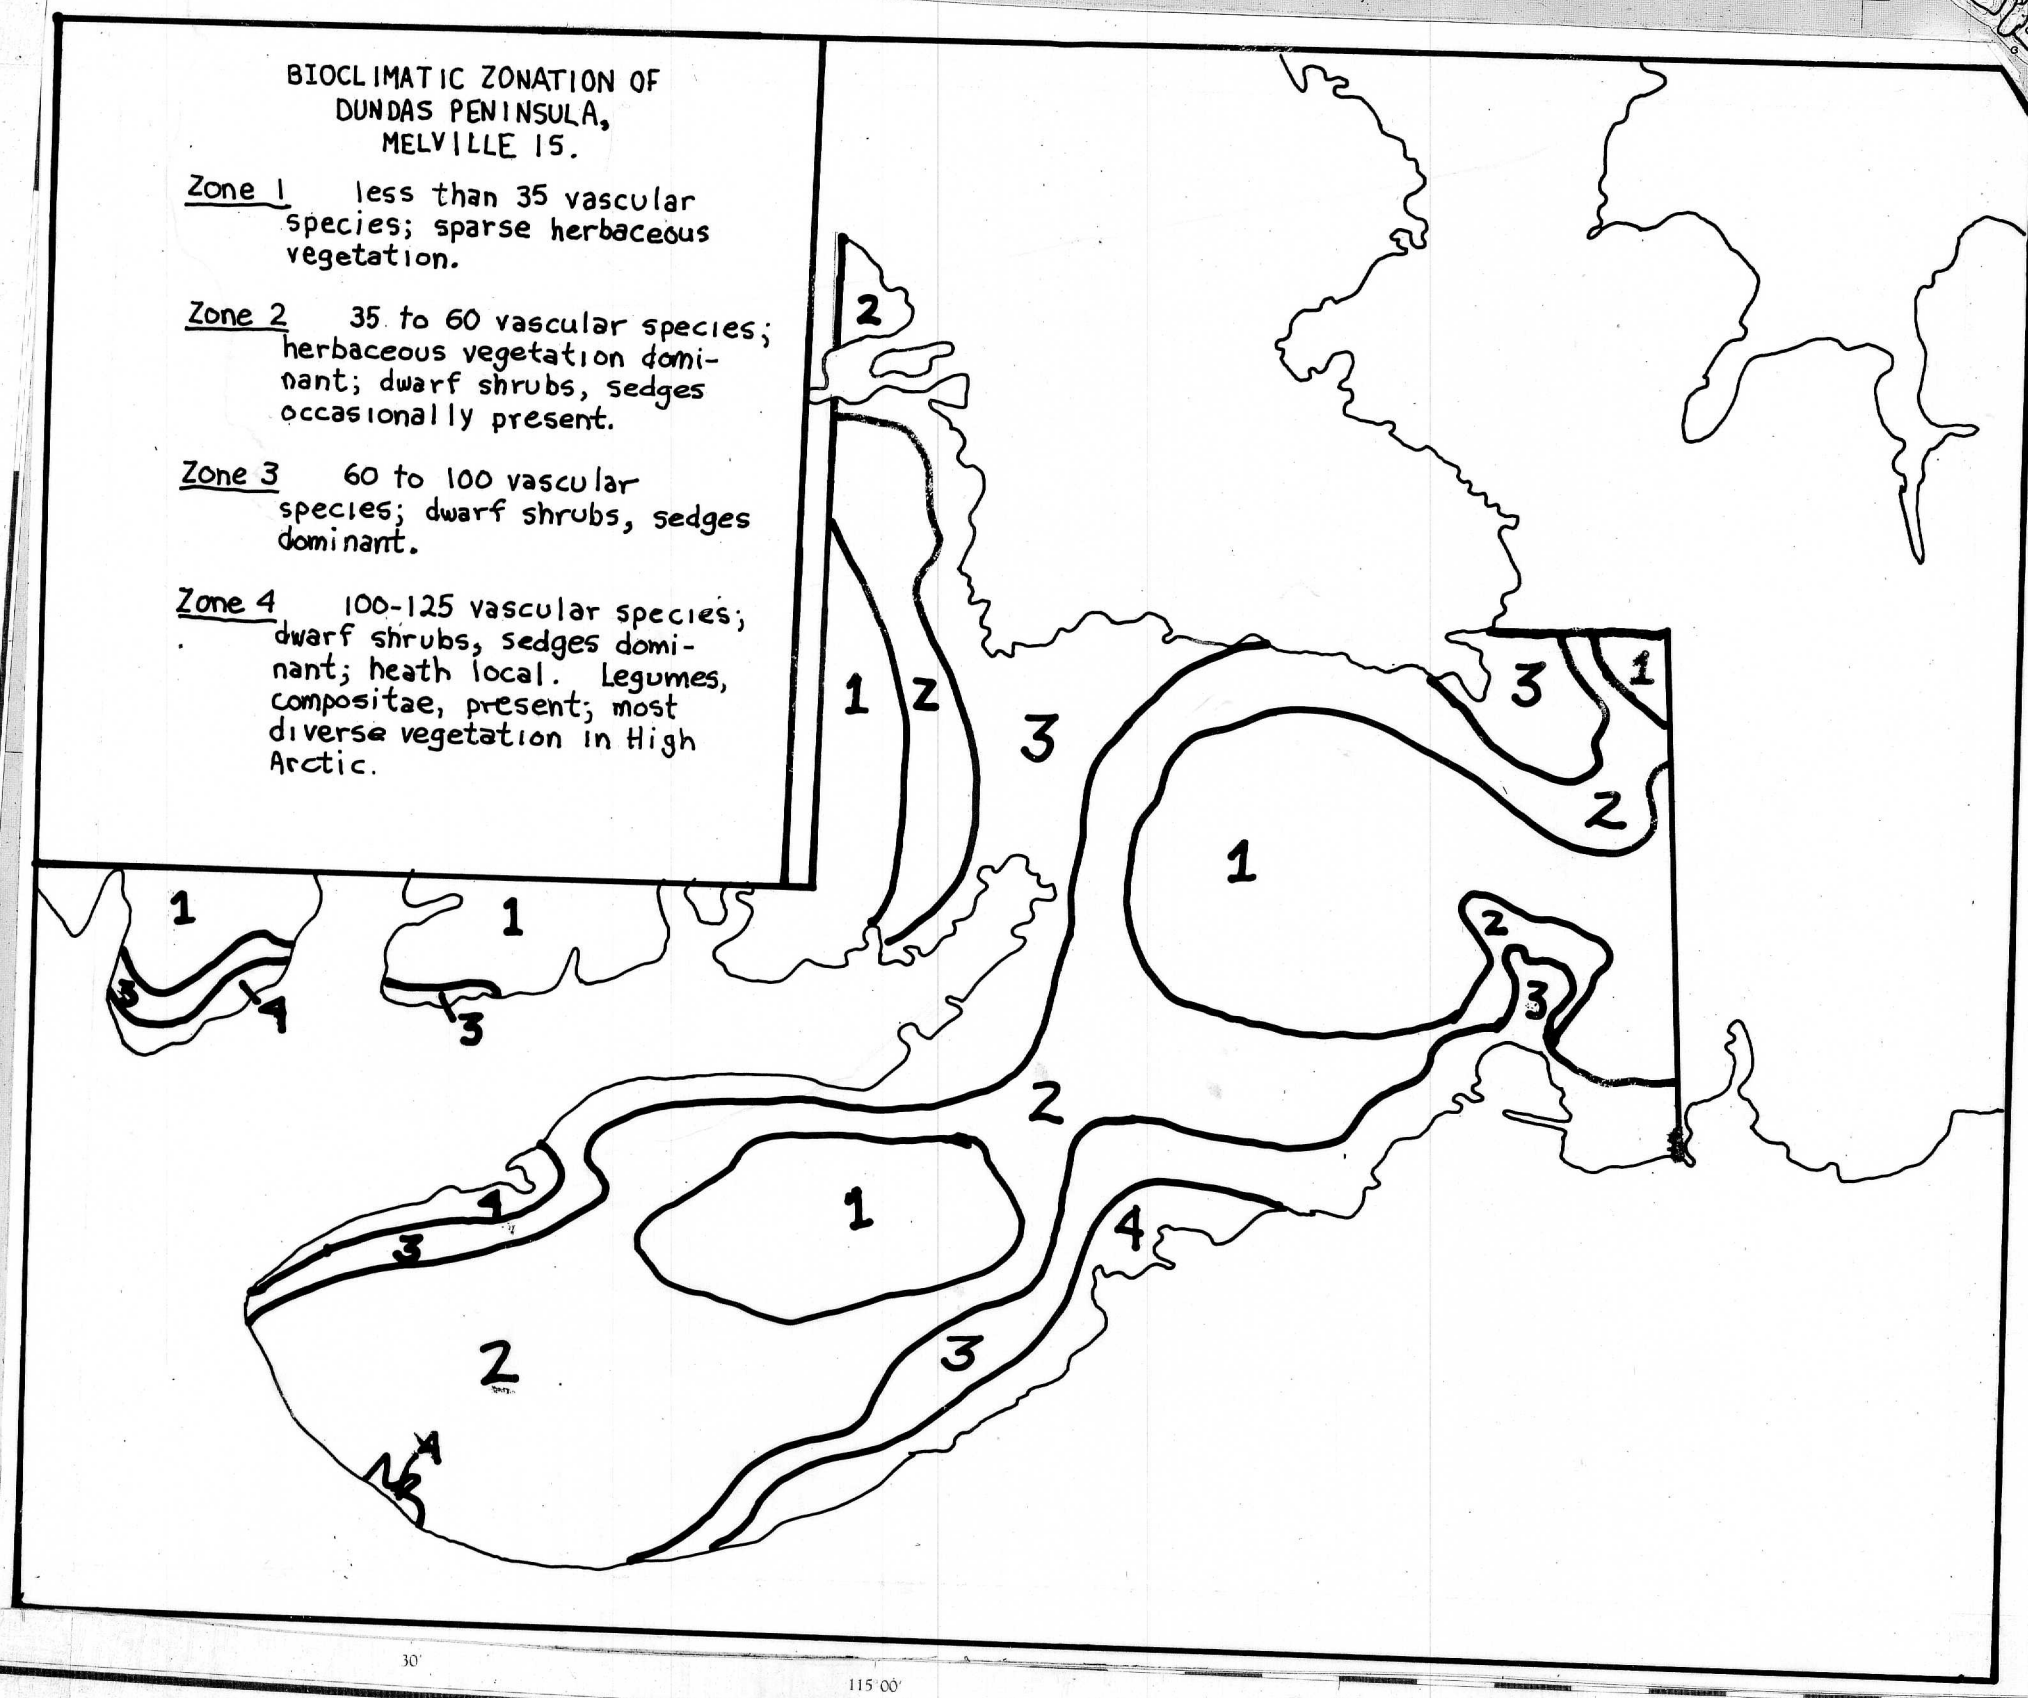 BIOCLIMATIC ZONATION OF
DUNDAS PENINSULA,
MELVILLE IS.
Zone 1 less than 35 vascular
species; sparse herbaceous
vegetation.
Zone 2 35 to 60 vascular species;
herbaceous vegetation domi-
nant; dwarf shrubs, sedges
occasionally present.
Zone 3 60 to 100 vascular
species; dwarf shrubs, sedges
dominant.
Zone 4 100-125 vascular species;
dwarf shrubs, sedges domi-
nant; heath local. Legumes,
compositae, present; most
diverse vegetation in High
Arctic.
2
1
2
3
3
1
2
1
1
1
2
3
3
4
3
2
4
3
1
4
3
2
30'
115°00'